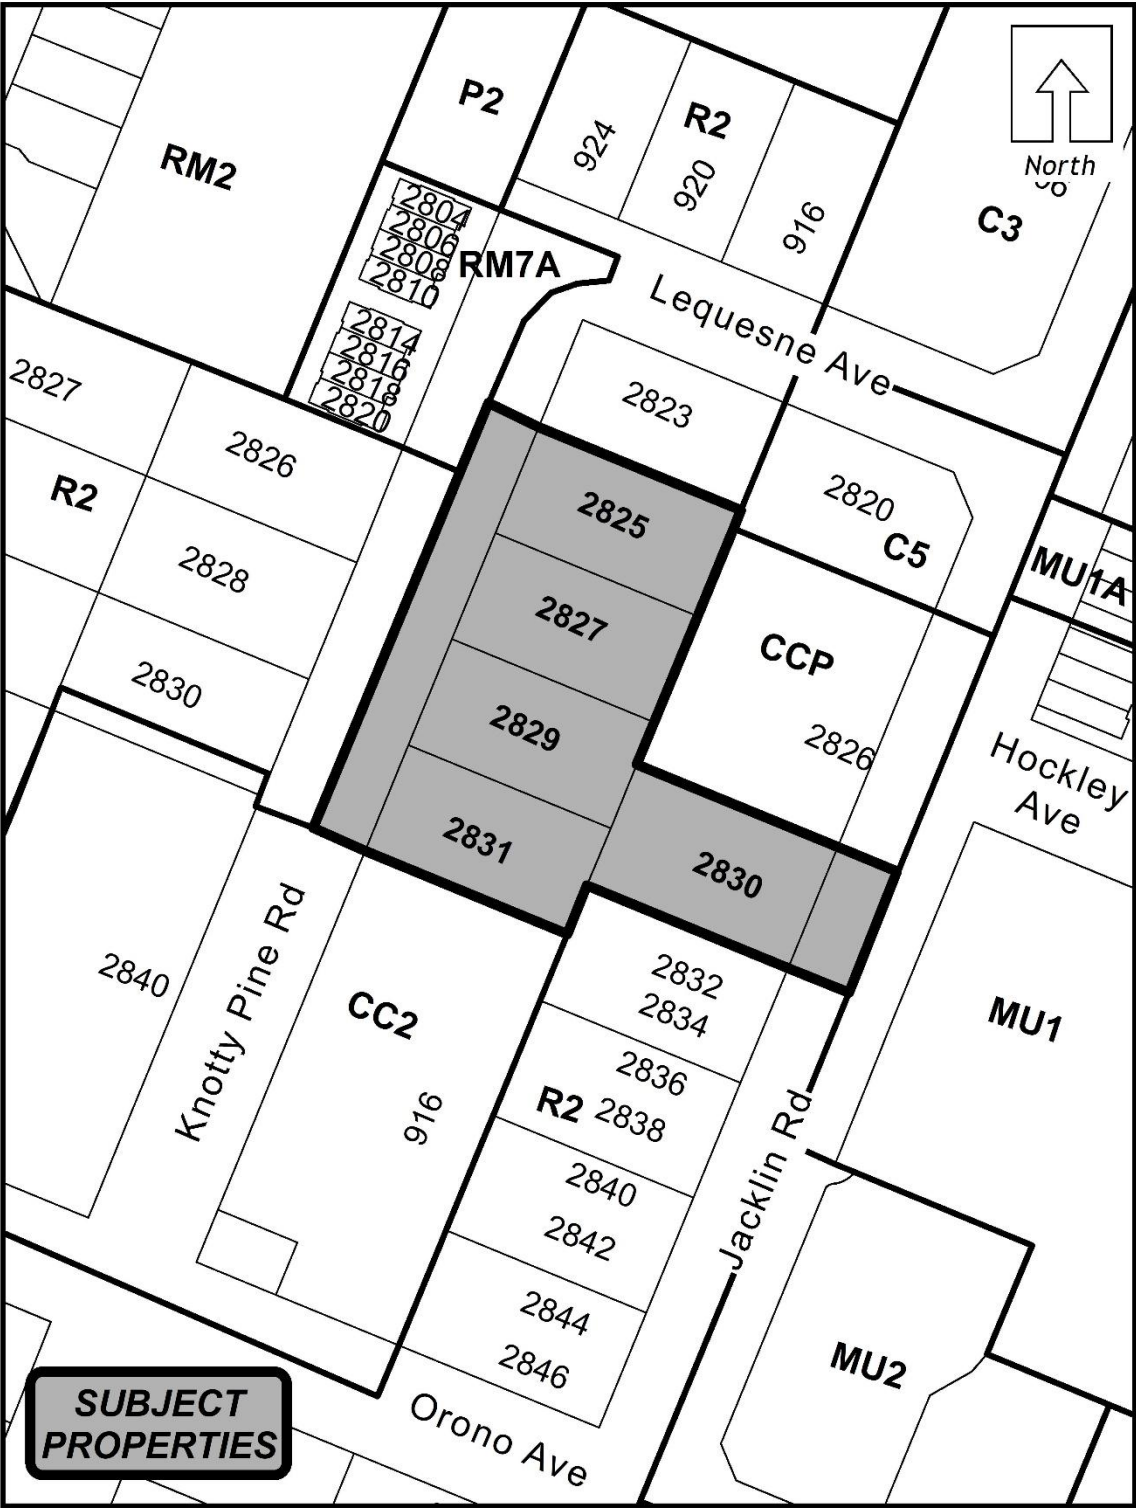 P2
R2
924
920
916
C3
North
RM2
2804
2806
2808
2810
RM7A
2814
2816
2818
2820
Lequesne Ave
2823
2827
2826
R2
2828
2830
2825
2820
C5
MU1A
2827
CCP
2829
2826
Hockley
Ave
2831
2830
2840
Knotty Pine Rd
CC2
916
2832
2834
2836
R2
2838
2840
2842
2844
2846
MU1
Jacklin Rd
MU2
Orono Ave
SUBJECT
PROPERTIES